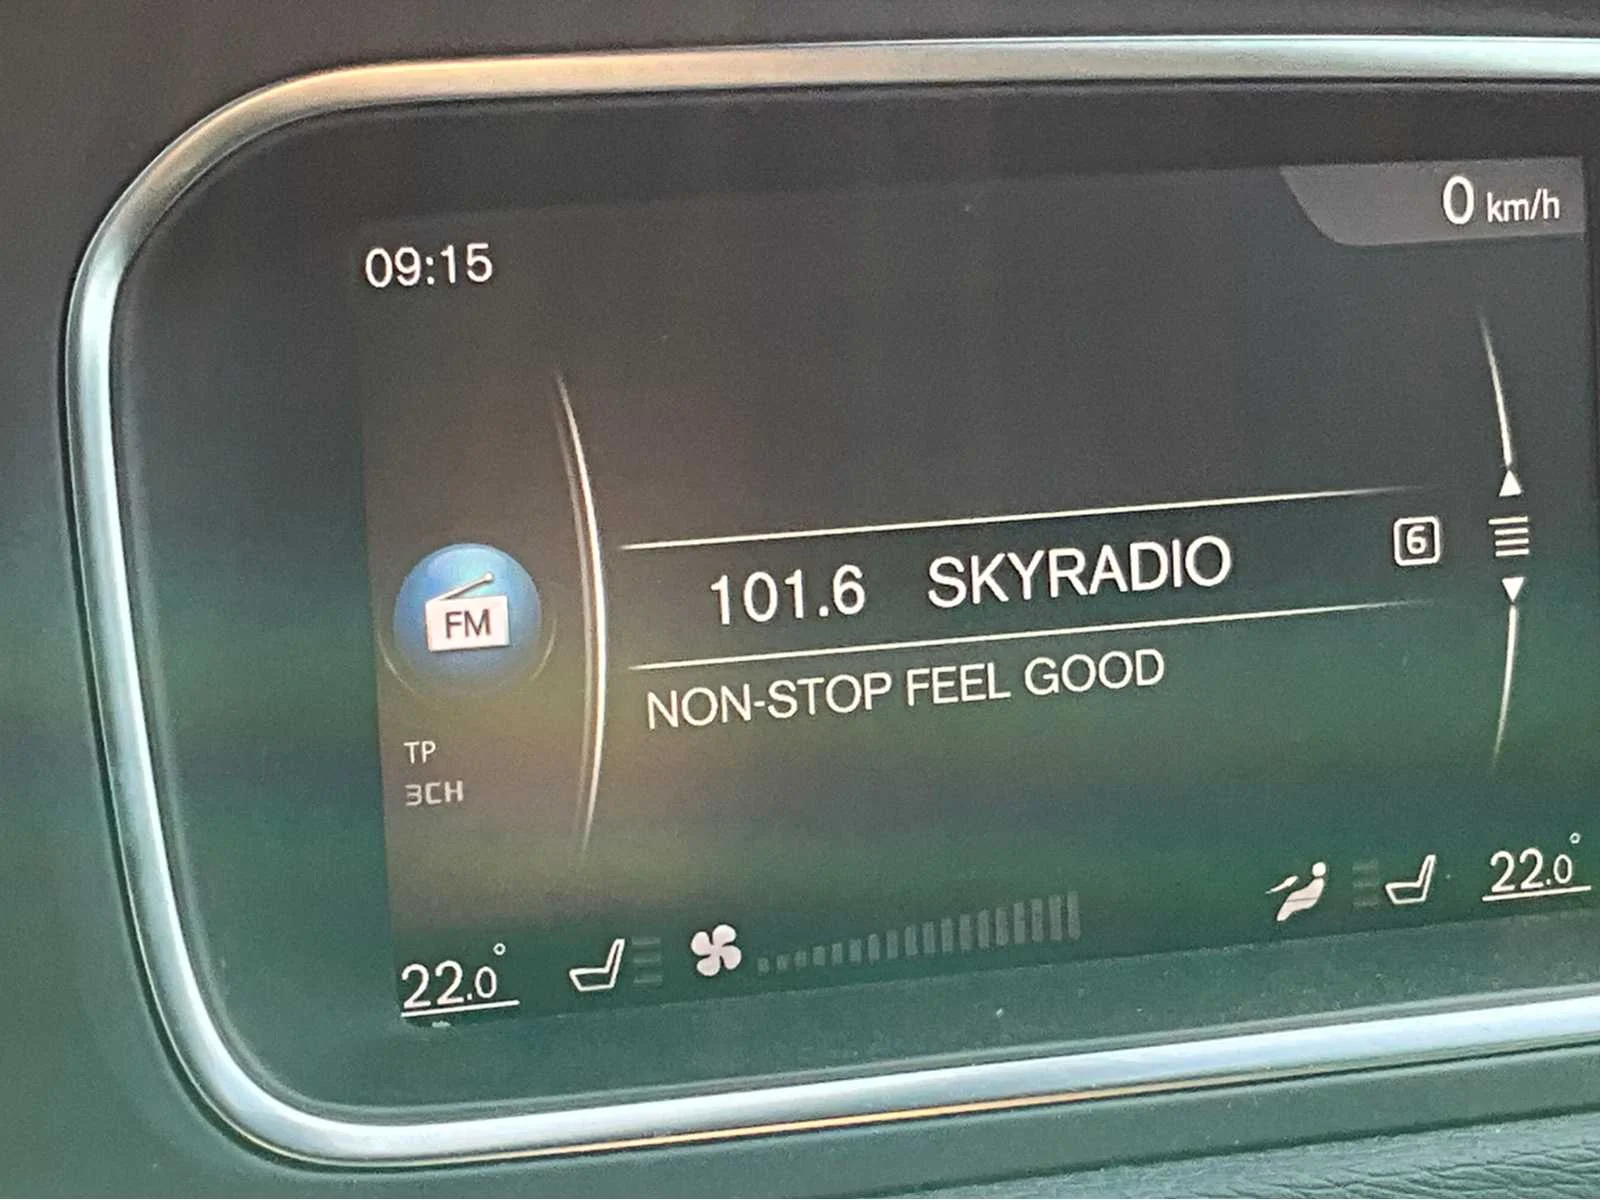 0 km/h
09:15
101.6 SKYRADIO 6
FM
NON-STOP FEEL GOOD
TP
3CH
22.0°
22.0°